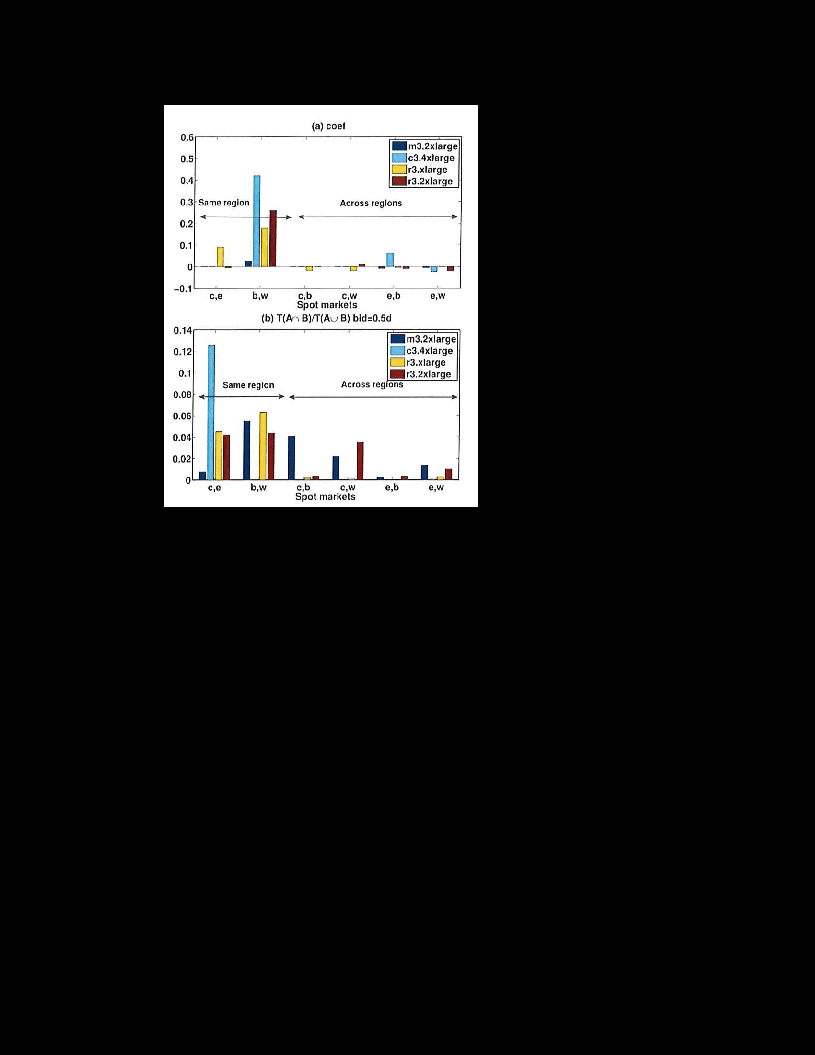 (a) coef
0.6
0.5
0.4
0.3
0.2
0.1
0
−0.1
m3.2xlarge
c3.4xlarge
r3.xlarge
r3.2xlarge
Same region
Across regions
c,e b,w c,b c,w e,b e,w
Spot markets
(b) T(A∩ B)/T(A∪ B) bid=0.5d
0.14
0.12
0.1
0.08
0.06
0.04
0.02
0
m3.2xlarge
c3.4xlarge
r3.xlarge
r3.2xlarge
Same region
Across regions
c,e b,w c,b c,w e,b e,w
Spot markets